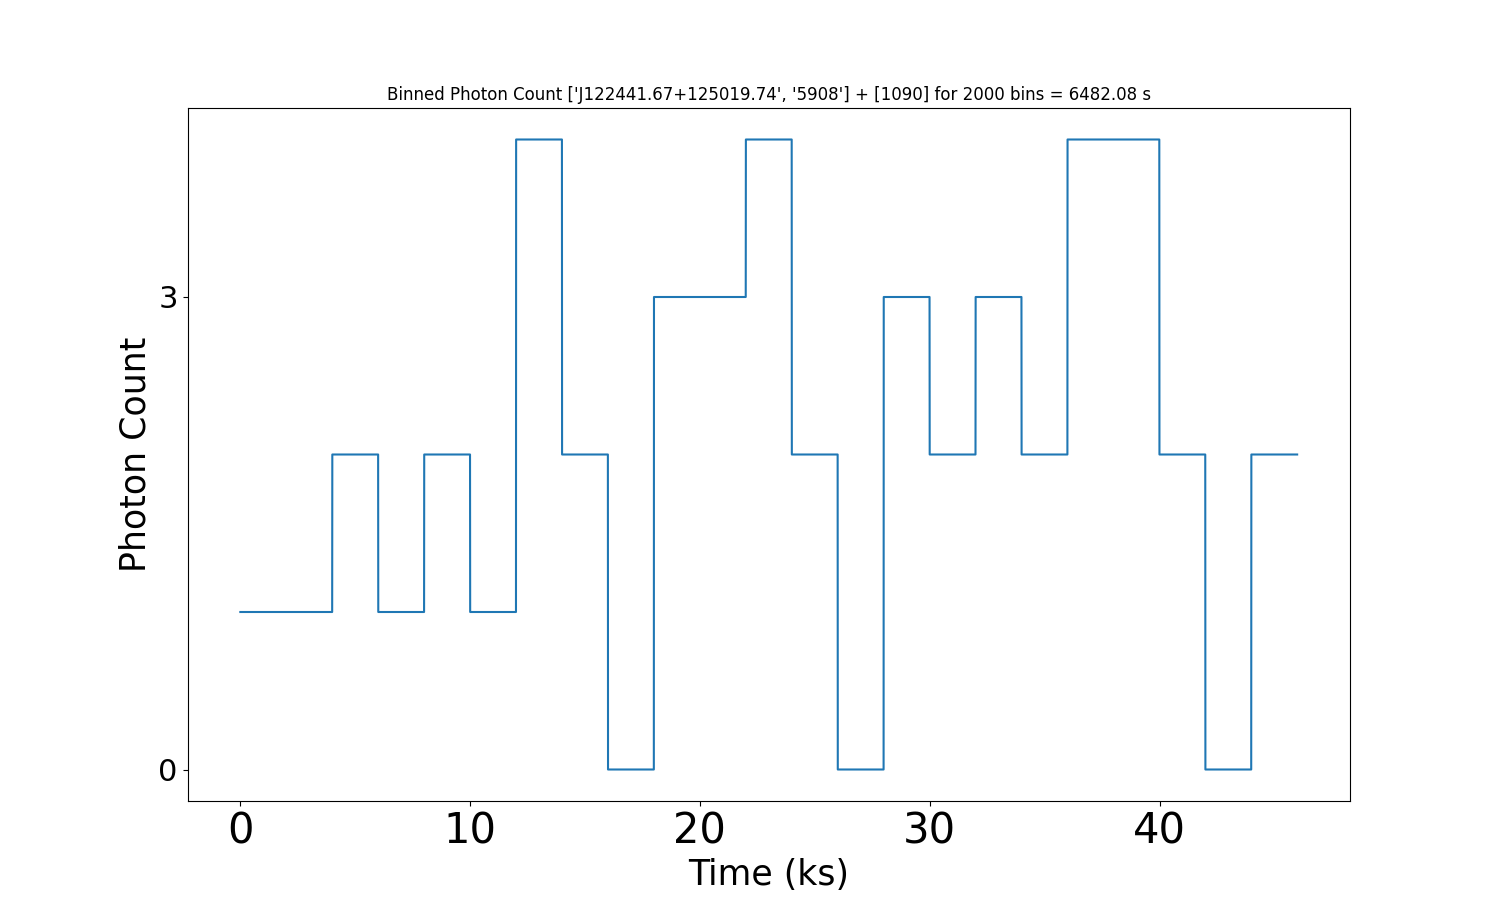 Binned Photon Count ['J122441.67+125019.74', '5908'] + [1090] for 2000 bins = 6482.08 s
Photon Count
3
0
0 10 20 30 40
Time (ks)